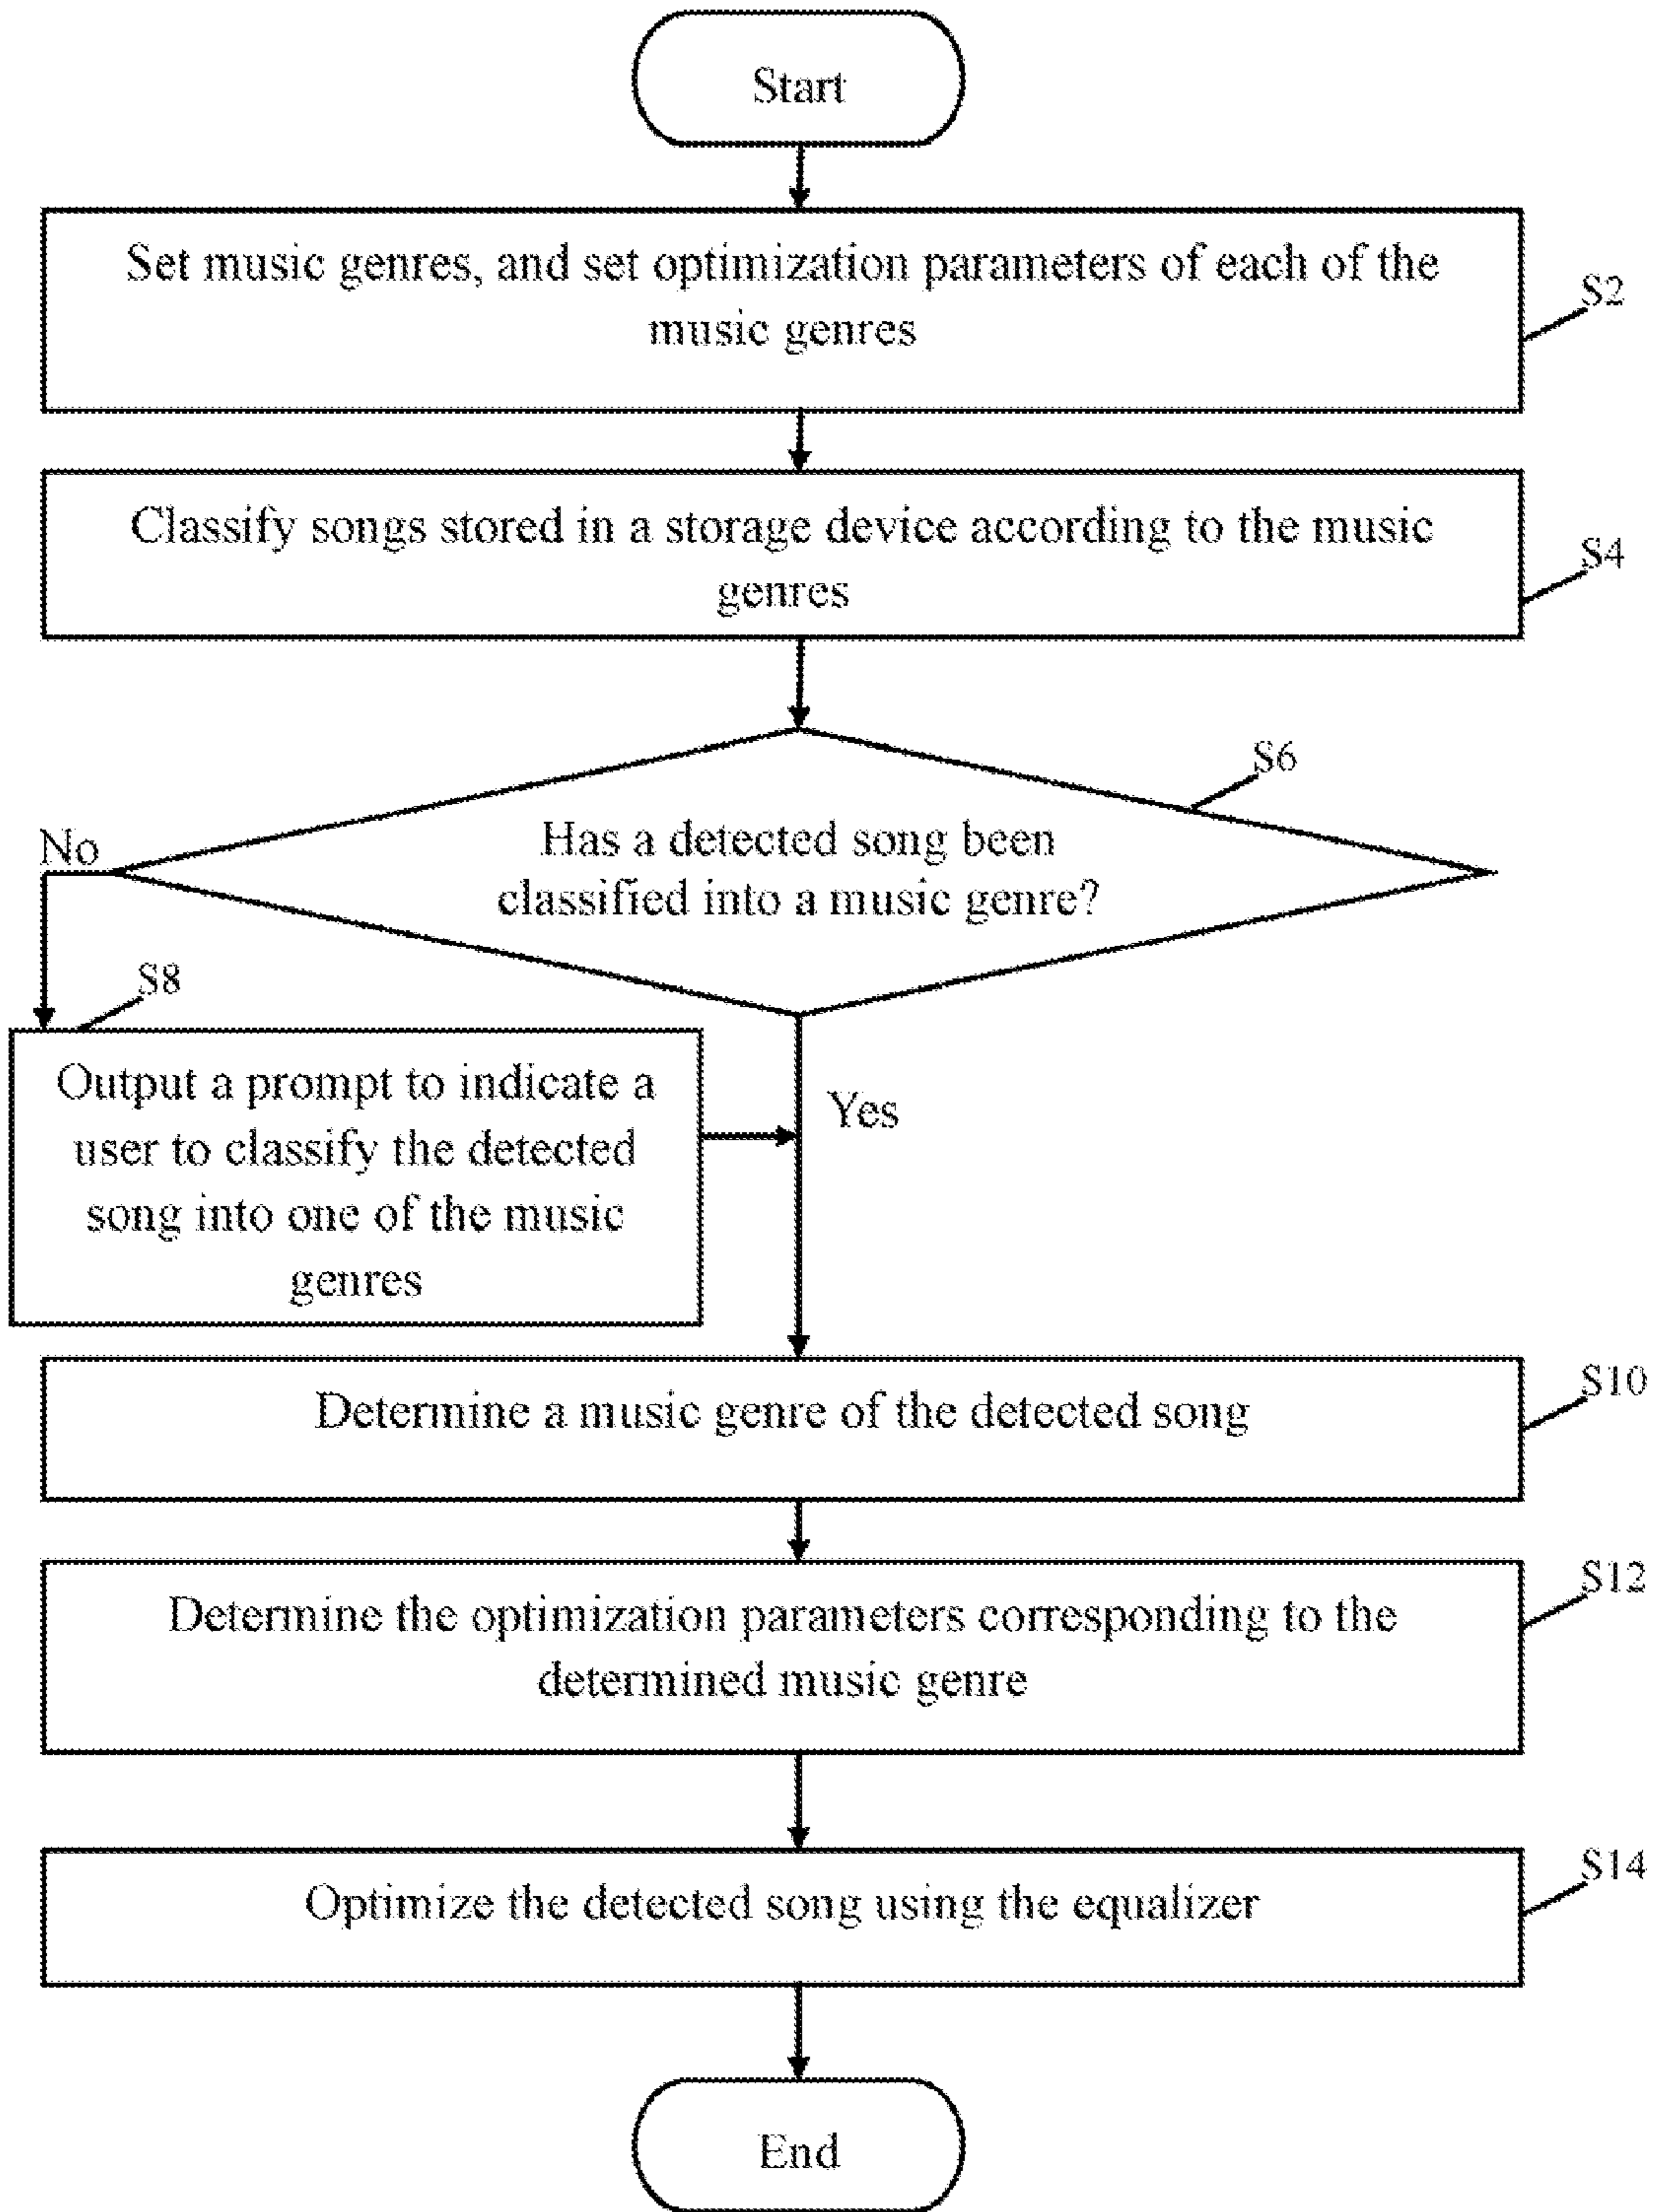 Start
Set music genres, and set optimization parameters of each of the
music genres
S2
Classify songs stored in a storage device according to the music
genres
S4
S6
Has a detected song been
classified into a music genre?
No
S8
Output a prompt to indicate a
user to classify the detected
song into one of the music
genres
Yes
Determine a music genre of the detected song
S10
Determine the optimization parameters corresponding to the
determined music genre
S12
Optimize the detected song using the equalizer
S14
End